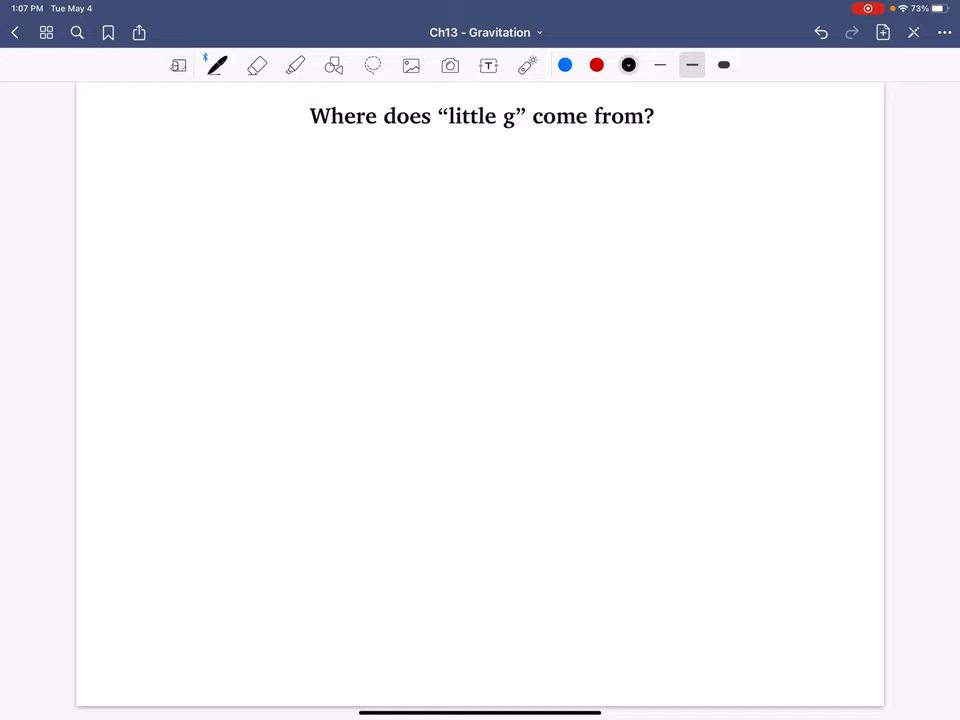 1:07 PM Tue May 4
73%
Ch13 - Gravitation
T
Where does “little g” come from?